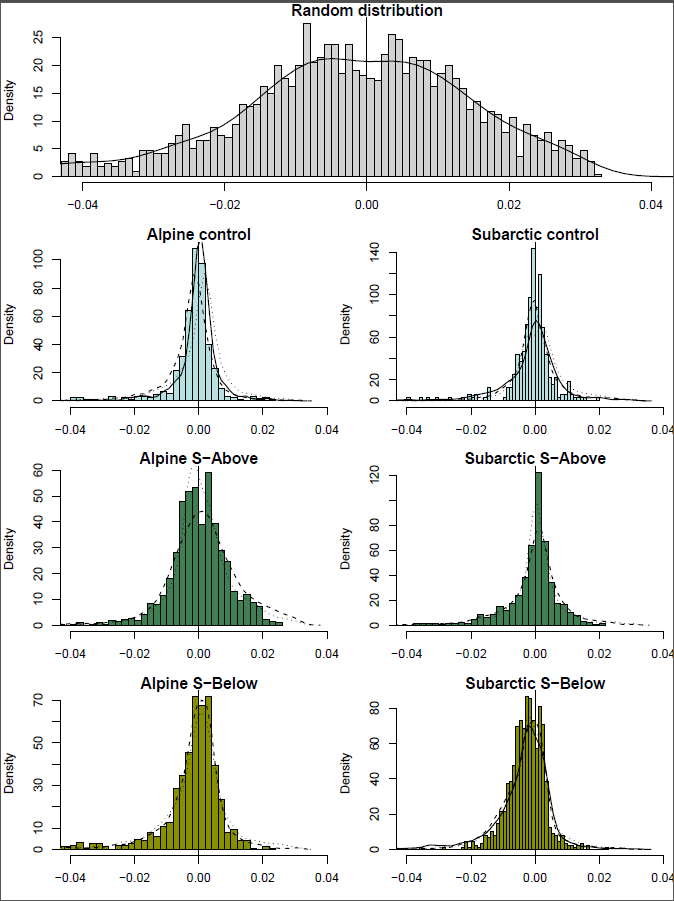 Random distribution
Density
0 5 10 15 20 25
−0.04 −0.02 0.00 0.02 0.04
Alpine control
Density
0 20 40 60 80 100
−0.04 −0.02 0.00 0.02 0.04
Subarctic control
Density
0 20 60 100 140
−0.04 −0.02 0.00 0.02 0.04
Alpine S−Above
Density
0 10 20 30 40 50 60
−0.04 −0.02 0.00 0.02 0.04
Subarctic S−Above
Density
0 20 40 60 80 120
−0.04 −0.02 0.00 0.02 0.04
Alpine S−Below
Density
0 10 30 50 70
−0.04 −0.02 0.00 0.02 0.04
Subarctic S−Below
Density
0 20 40 60 80
−0.04 −0.02 0.00 0.02 0.04